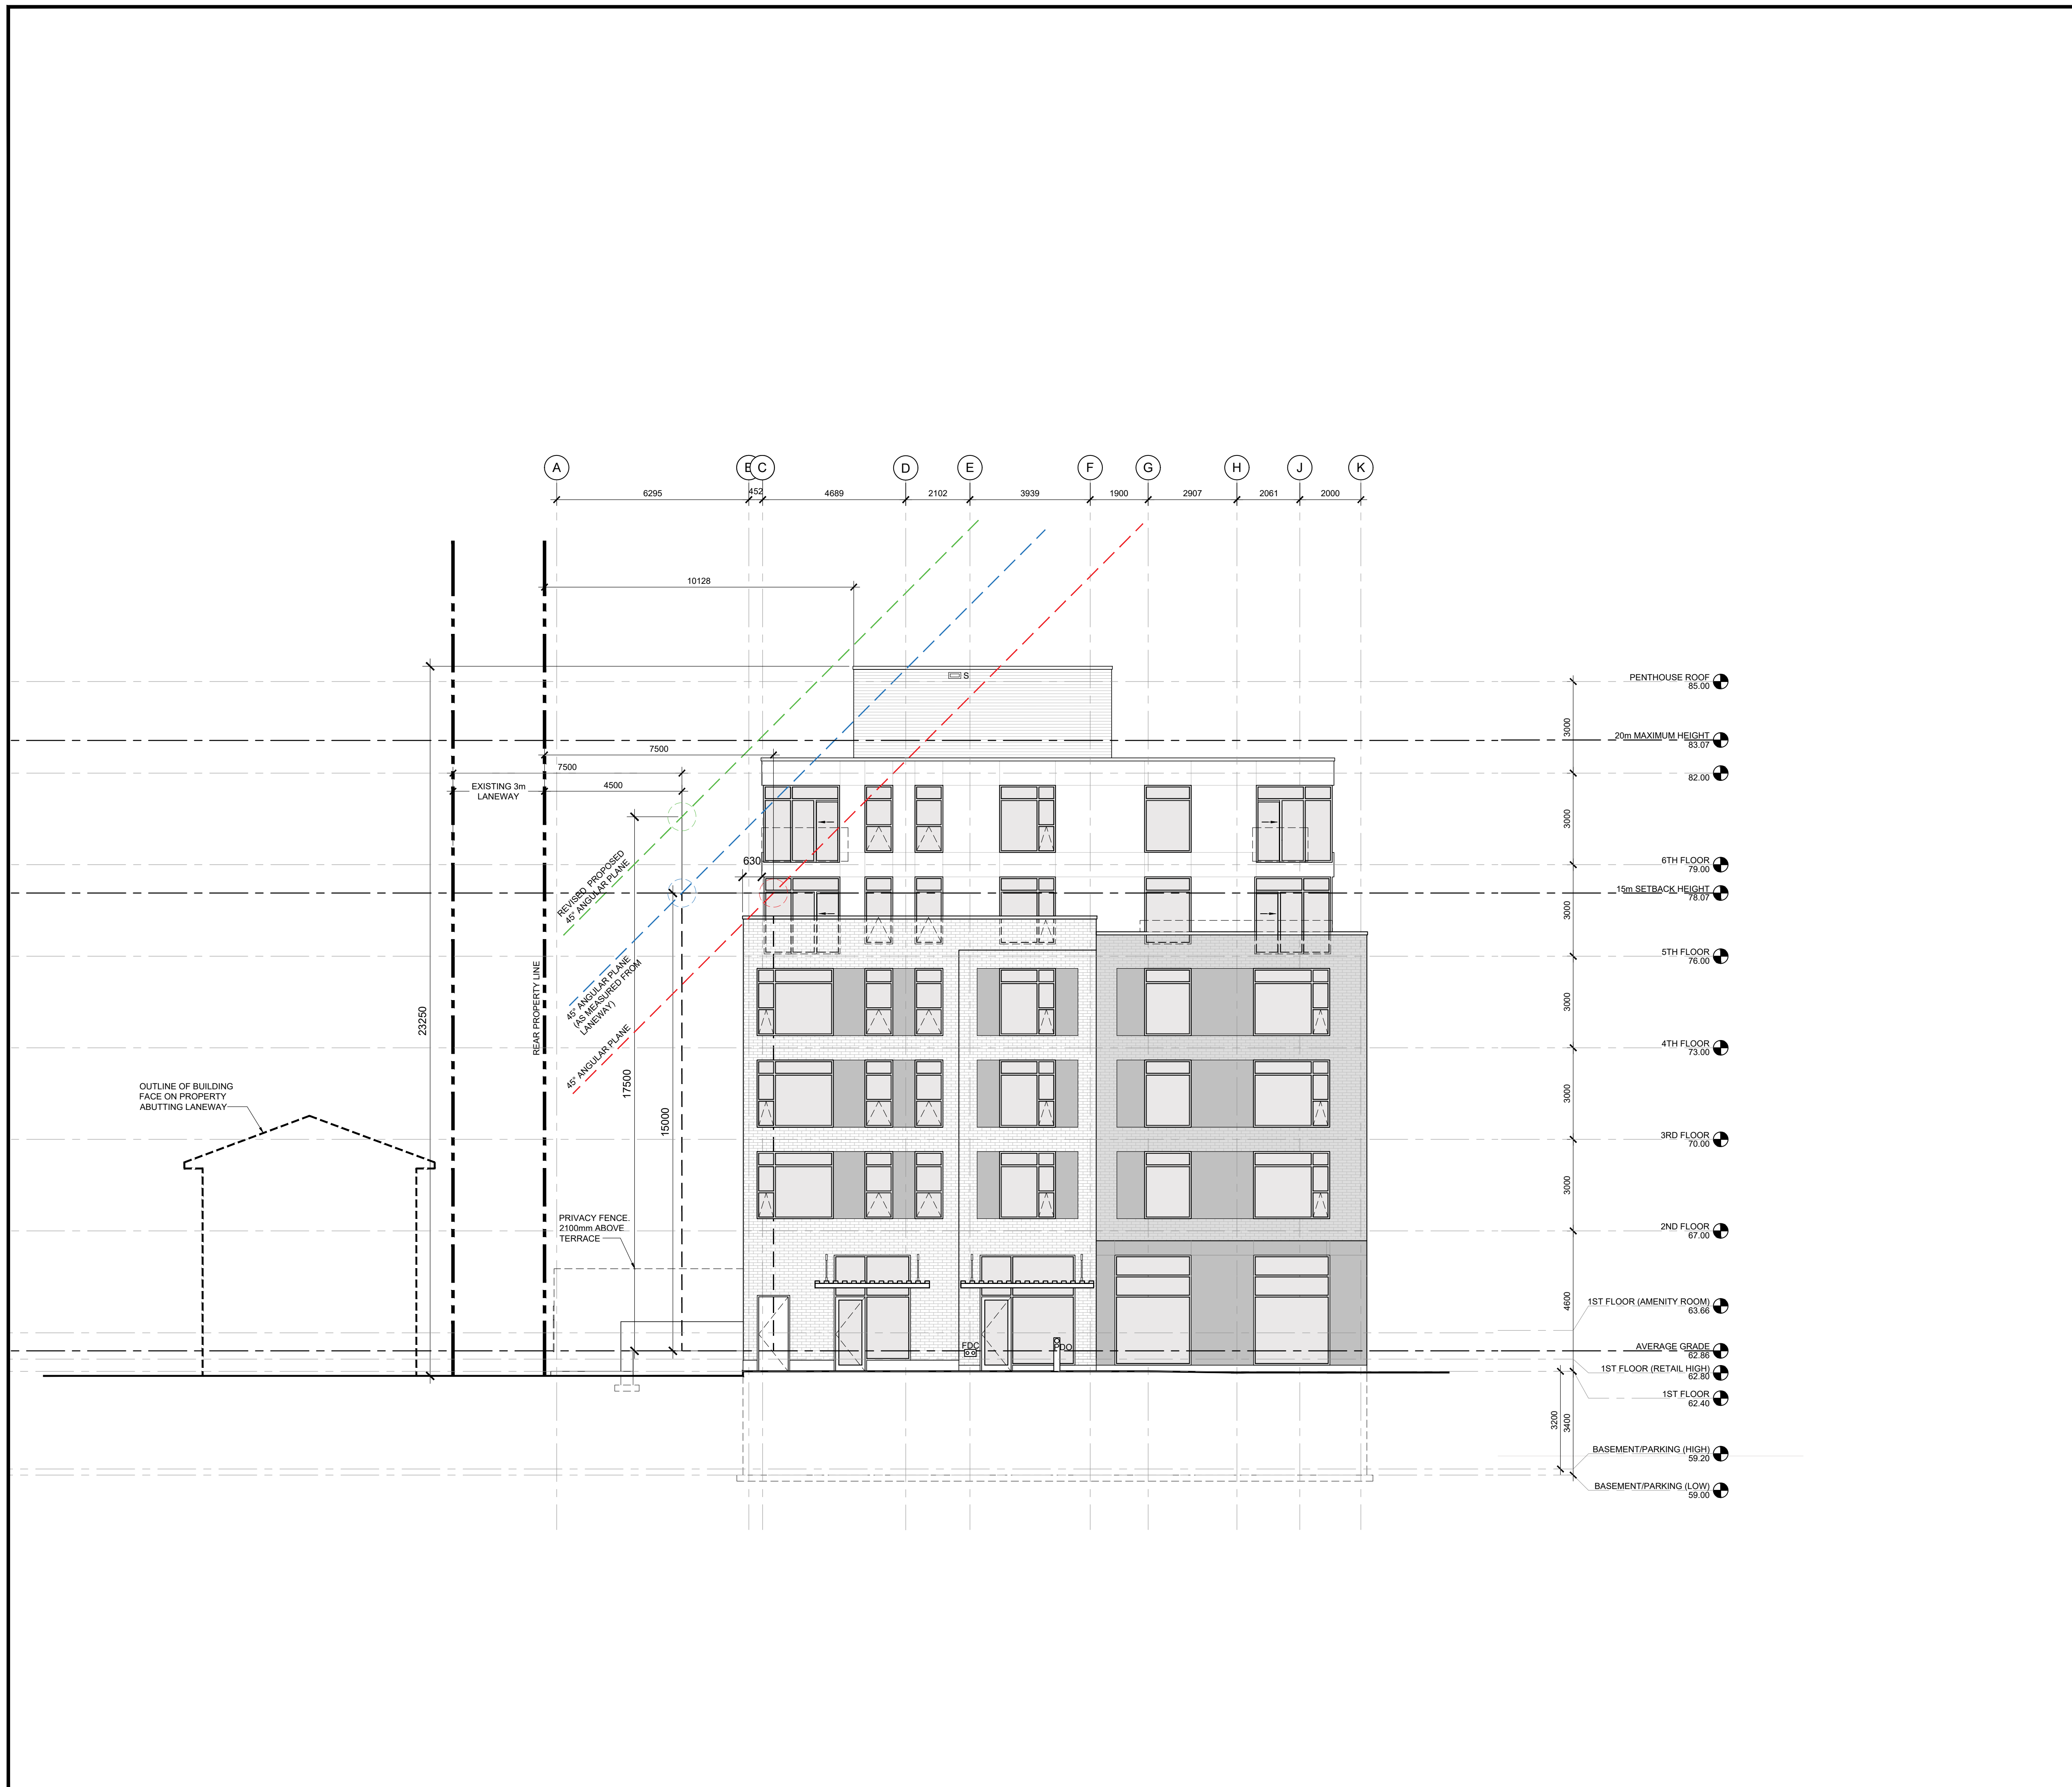 A
B
C
D
E
F
G
H
J
K
6295
452
4689
2102
3939
1900
2907
2061
2000
10128
S
7500
7500
EXISTING 3m
LANEWAY
4500
630
REVISED PROPOSED
45° ANGULAR PLANE
45° ANGULAR PLANE
(AS MEASURED FROM
LANEWAY)
45° ANGULAR PLANE
REAR PROPERTY LINE
23250
17500
15000
OUTLINE OF BUILDING
FACE ON PROPERTY
ABUTTING LANEWAY
PRIVACY FENCE.
2100mm ABOVE
TERRACE
FDC
PDO
3000
3000
3000
3000
3000
3000
4600
3200
3400
PENTHOUSE ROOF
85.00
20m MAXIMUM HEIGHT
83.07
82.00
6TH FLOOR
79.00
15m SETBACK HEIGHT
78.07
5TH FLOOR
76.00
4TH FLOOR
73.00
3RD FLOOR
70.00
2ND FLOOR
67.00
1ST FLOOR (AMENITY ROOM)
63.66
AVERAGE GRADE
62.86
1ST FLOOR (RETAIL HIGH)
62.80
1ST FLOOR
62.40
BASEMENT/PARKING (HIGH)
59.20
BASEMENT/PARKING (LOW)
59.00